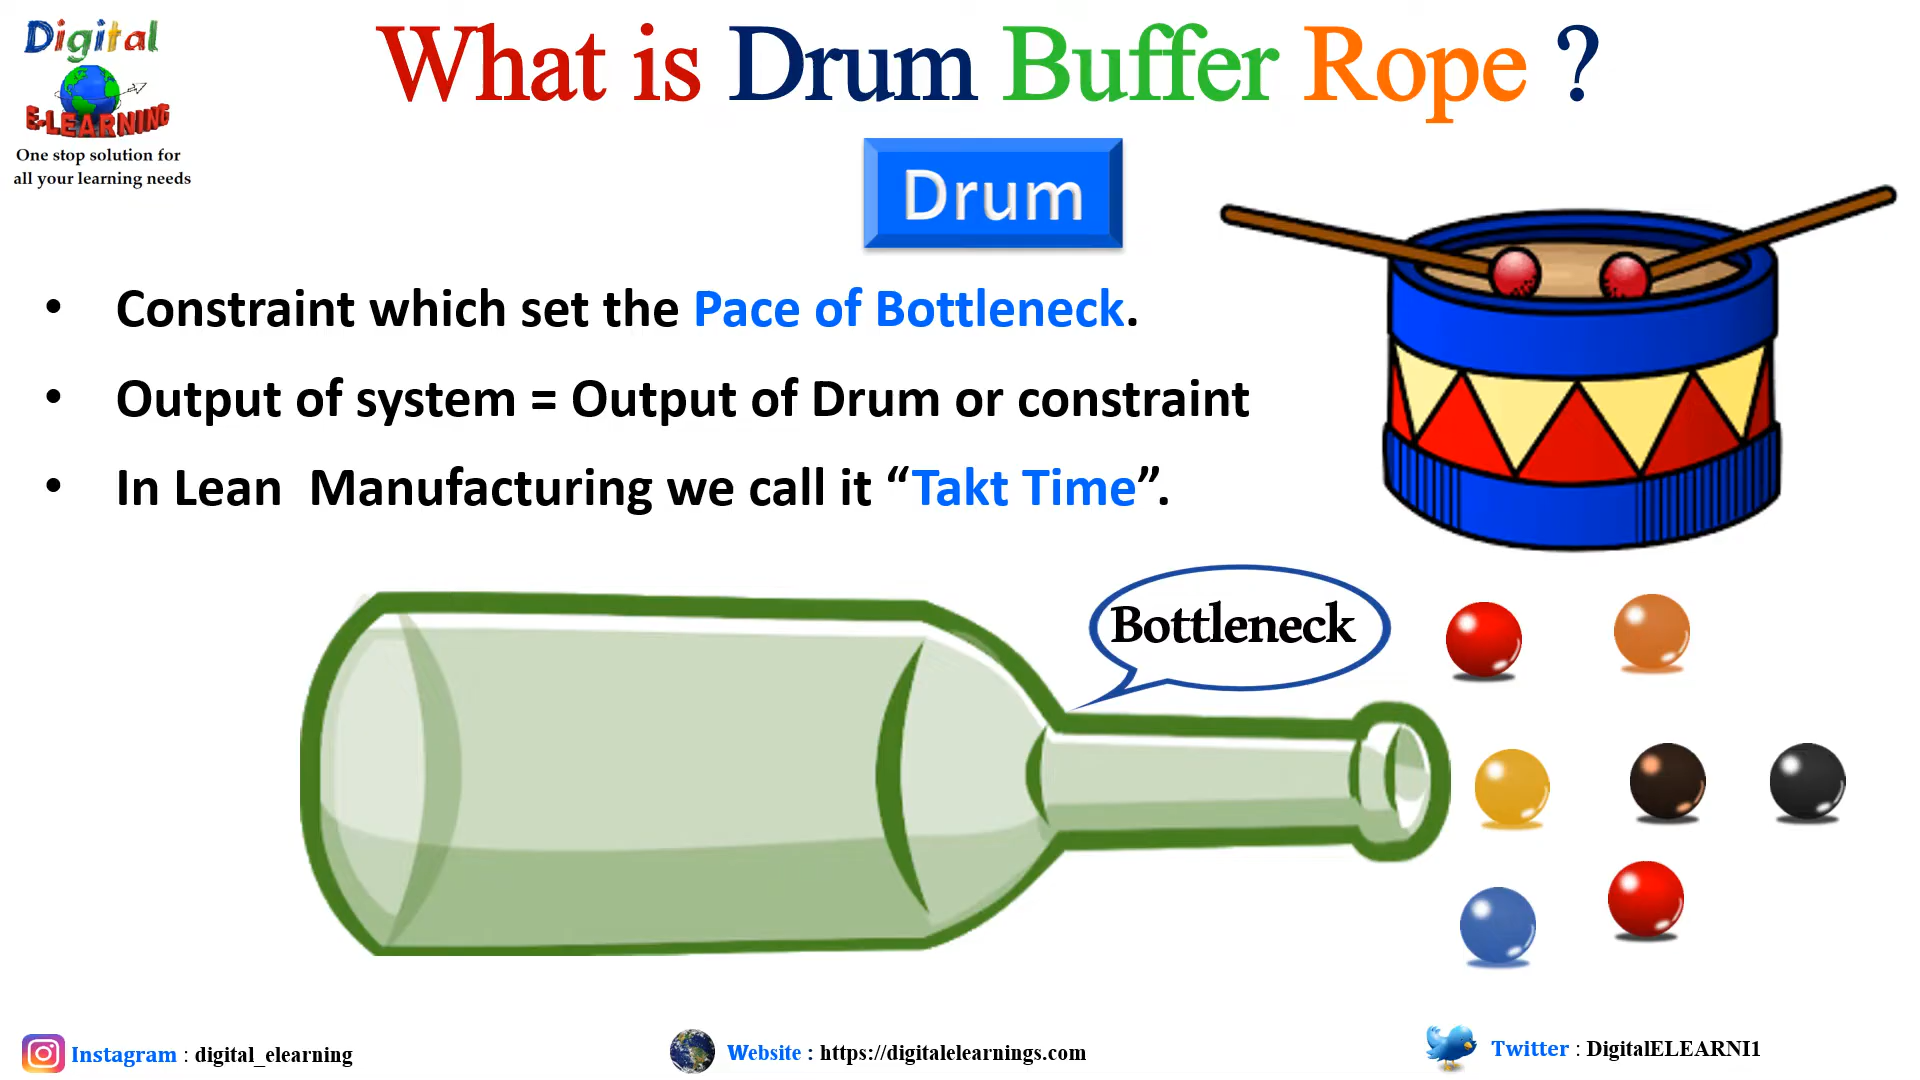 Digital
E-LEARNING
One stop solution for
all your learning needs
What is Drum Buffer Rope ?
Drum
• Constraint which set the Pace of Bottleneck.
• Output of system = Output of Drum or constraint
• In Lean  Manufacturing we call it “Takt Time”.
Bottleneck
Instagram : digital_elearning
Website : https://digitalelearnings.com
Twitter : DigitalELEARNI1